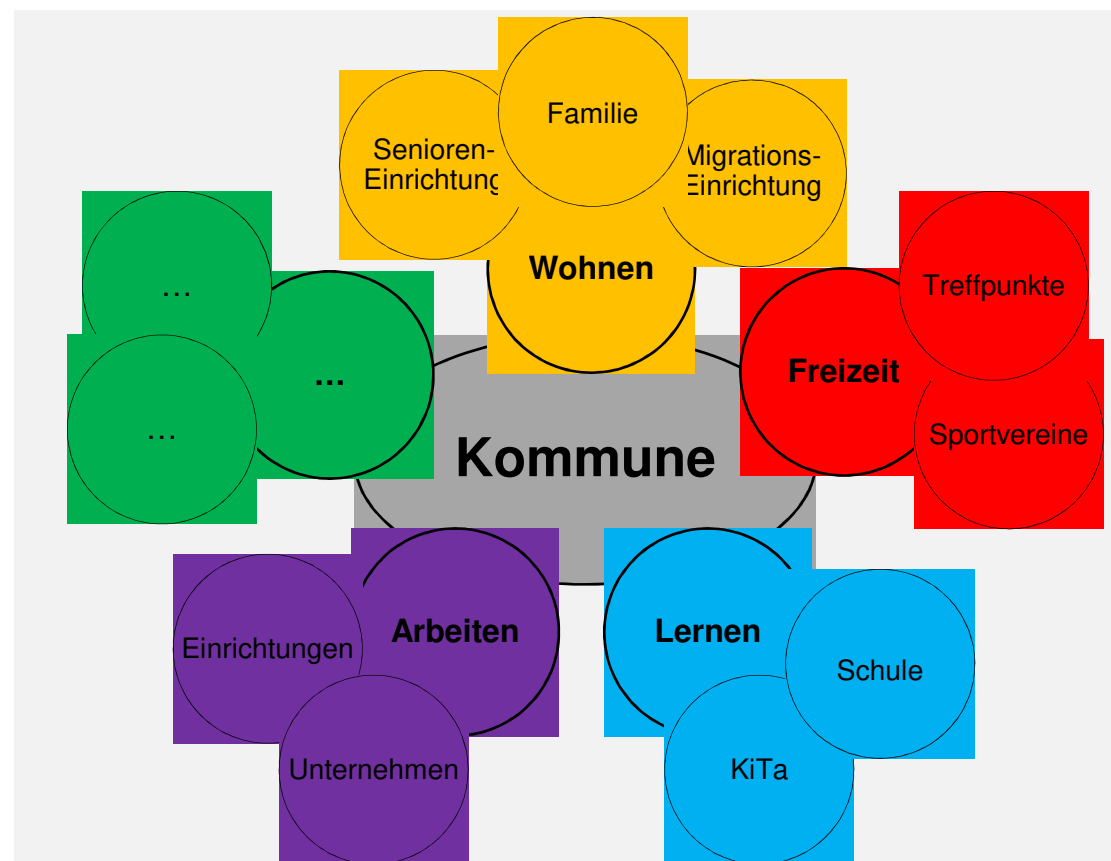 Familie
Senioren-
Einrichtung
Migrations-
Einrichtung
Wohnen
Treffpunkte
Freizeit
Sportvereine
...
...
...
Kommune
Arbeiten
Einrichtungen
Unternehmen
Lernen
Schule
KiTa